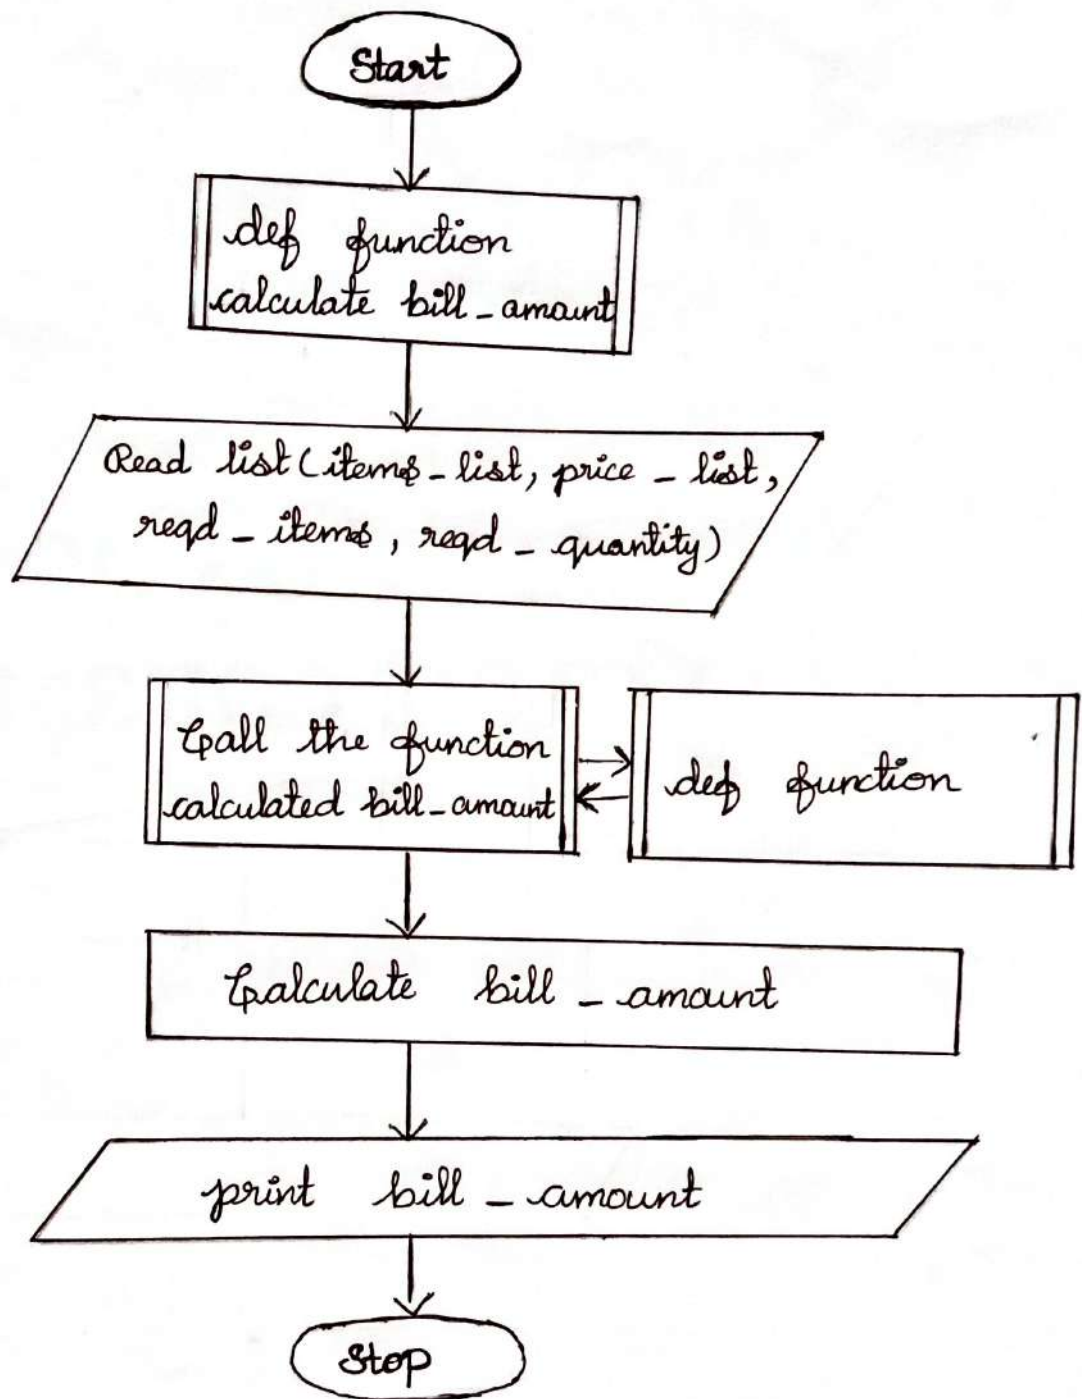 Start
def function
calculate bill_amount
Read list(items_list, price_list,
reqd_items, reqd_quantity)
Call the function
calculated bill_amount
def function
Calculate bill_amount
print bill_amount
Stop